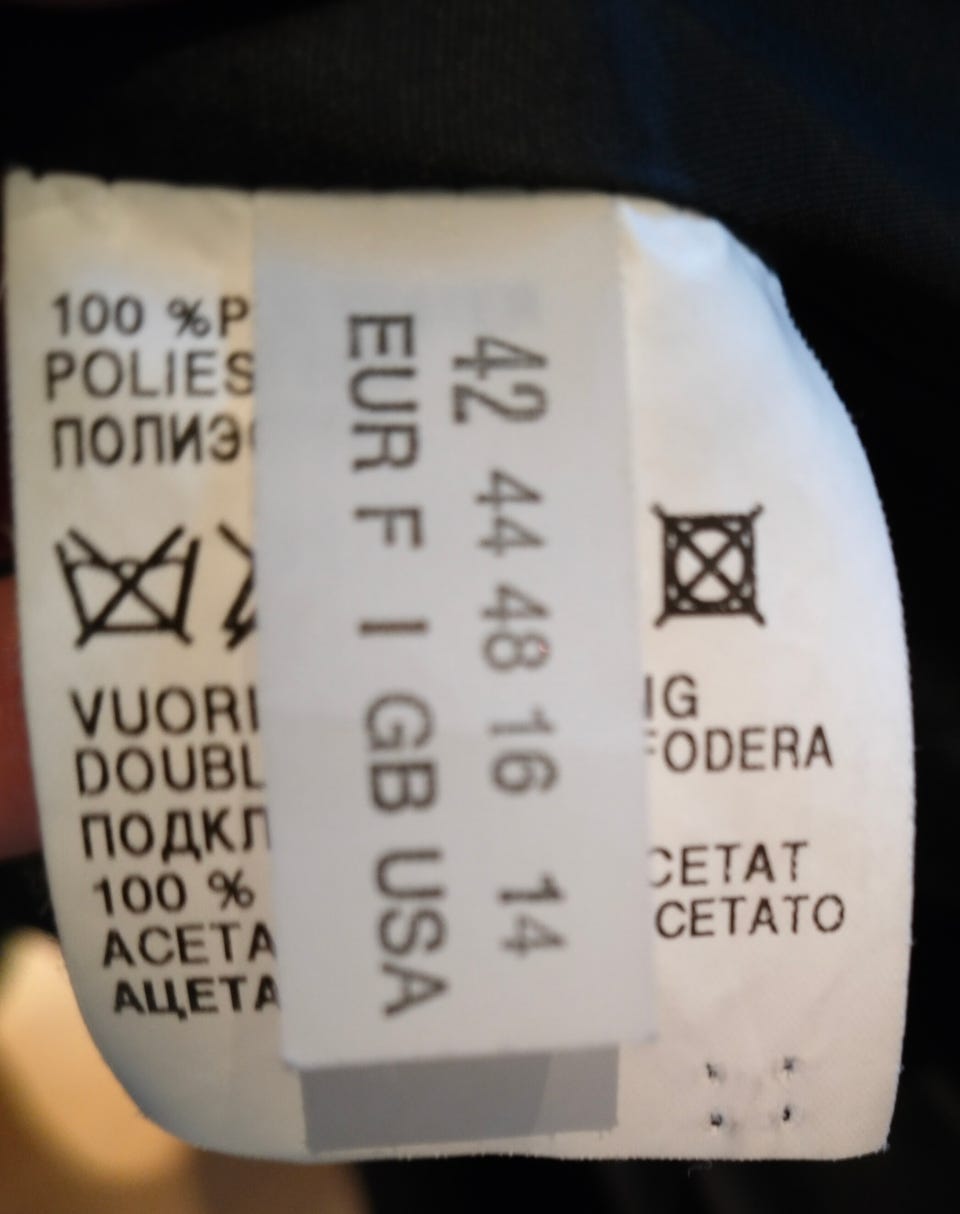 100 %P
POLIES
ПОЛИЭ
VUORI
DOUBL
ПОДКЛ
100 %
ACETA
АЦЕТА
42 44 48 16 14
EUR F I GB USA
IG
FODERA
CETAT
CETATO